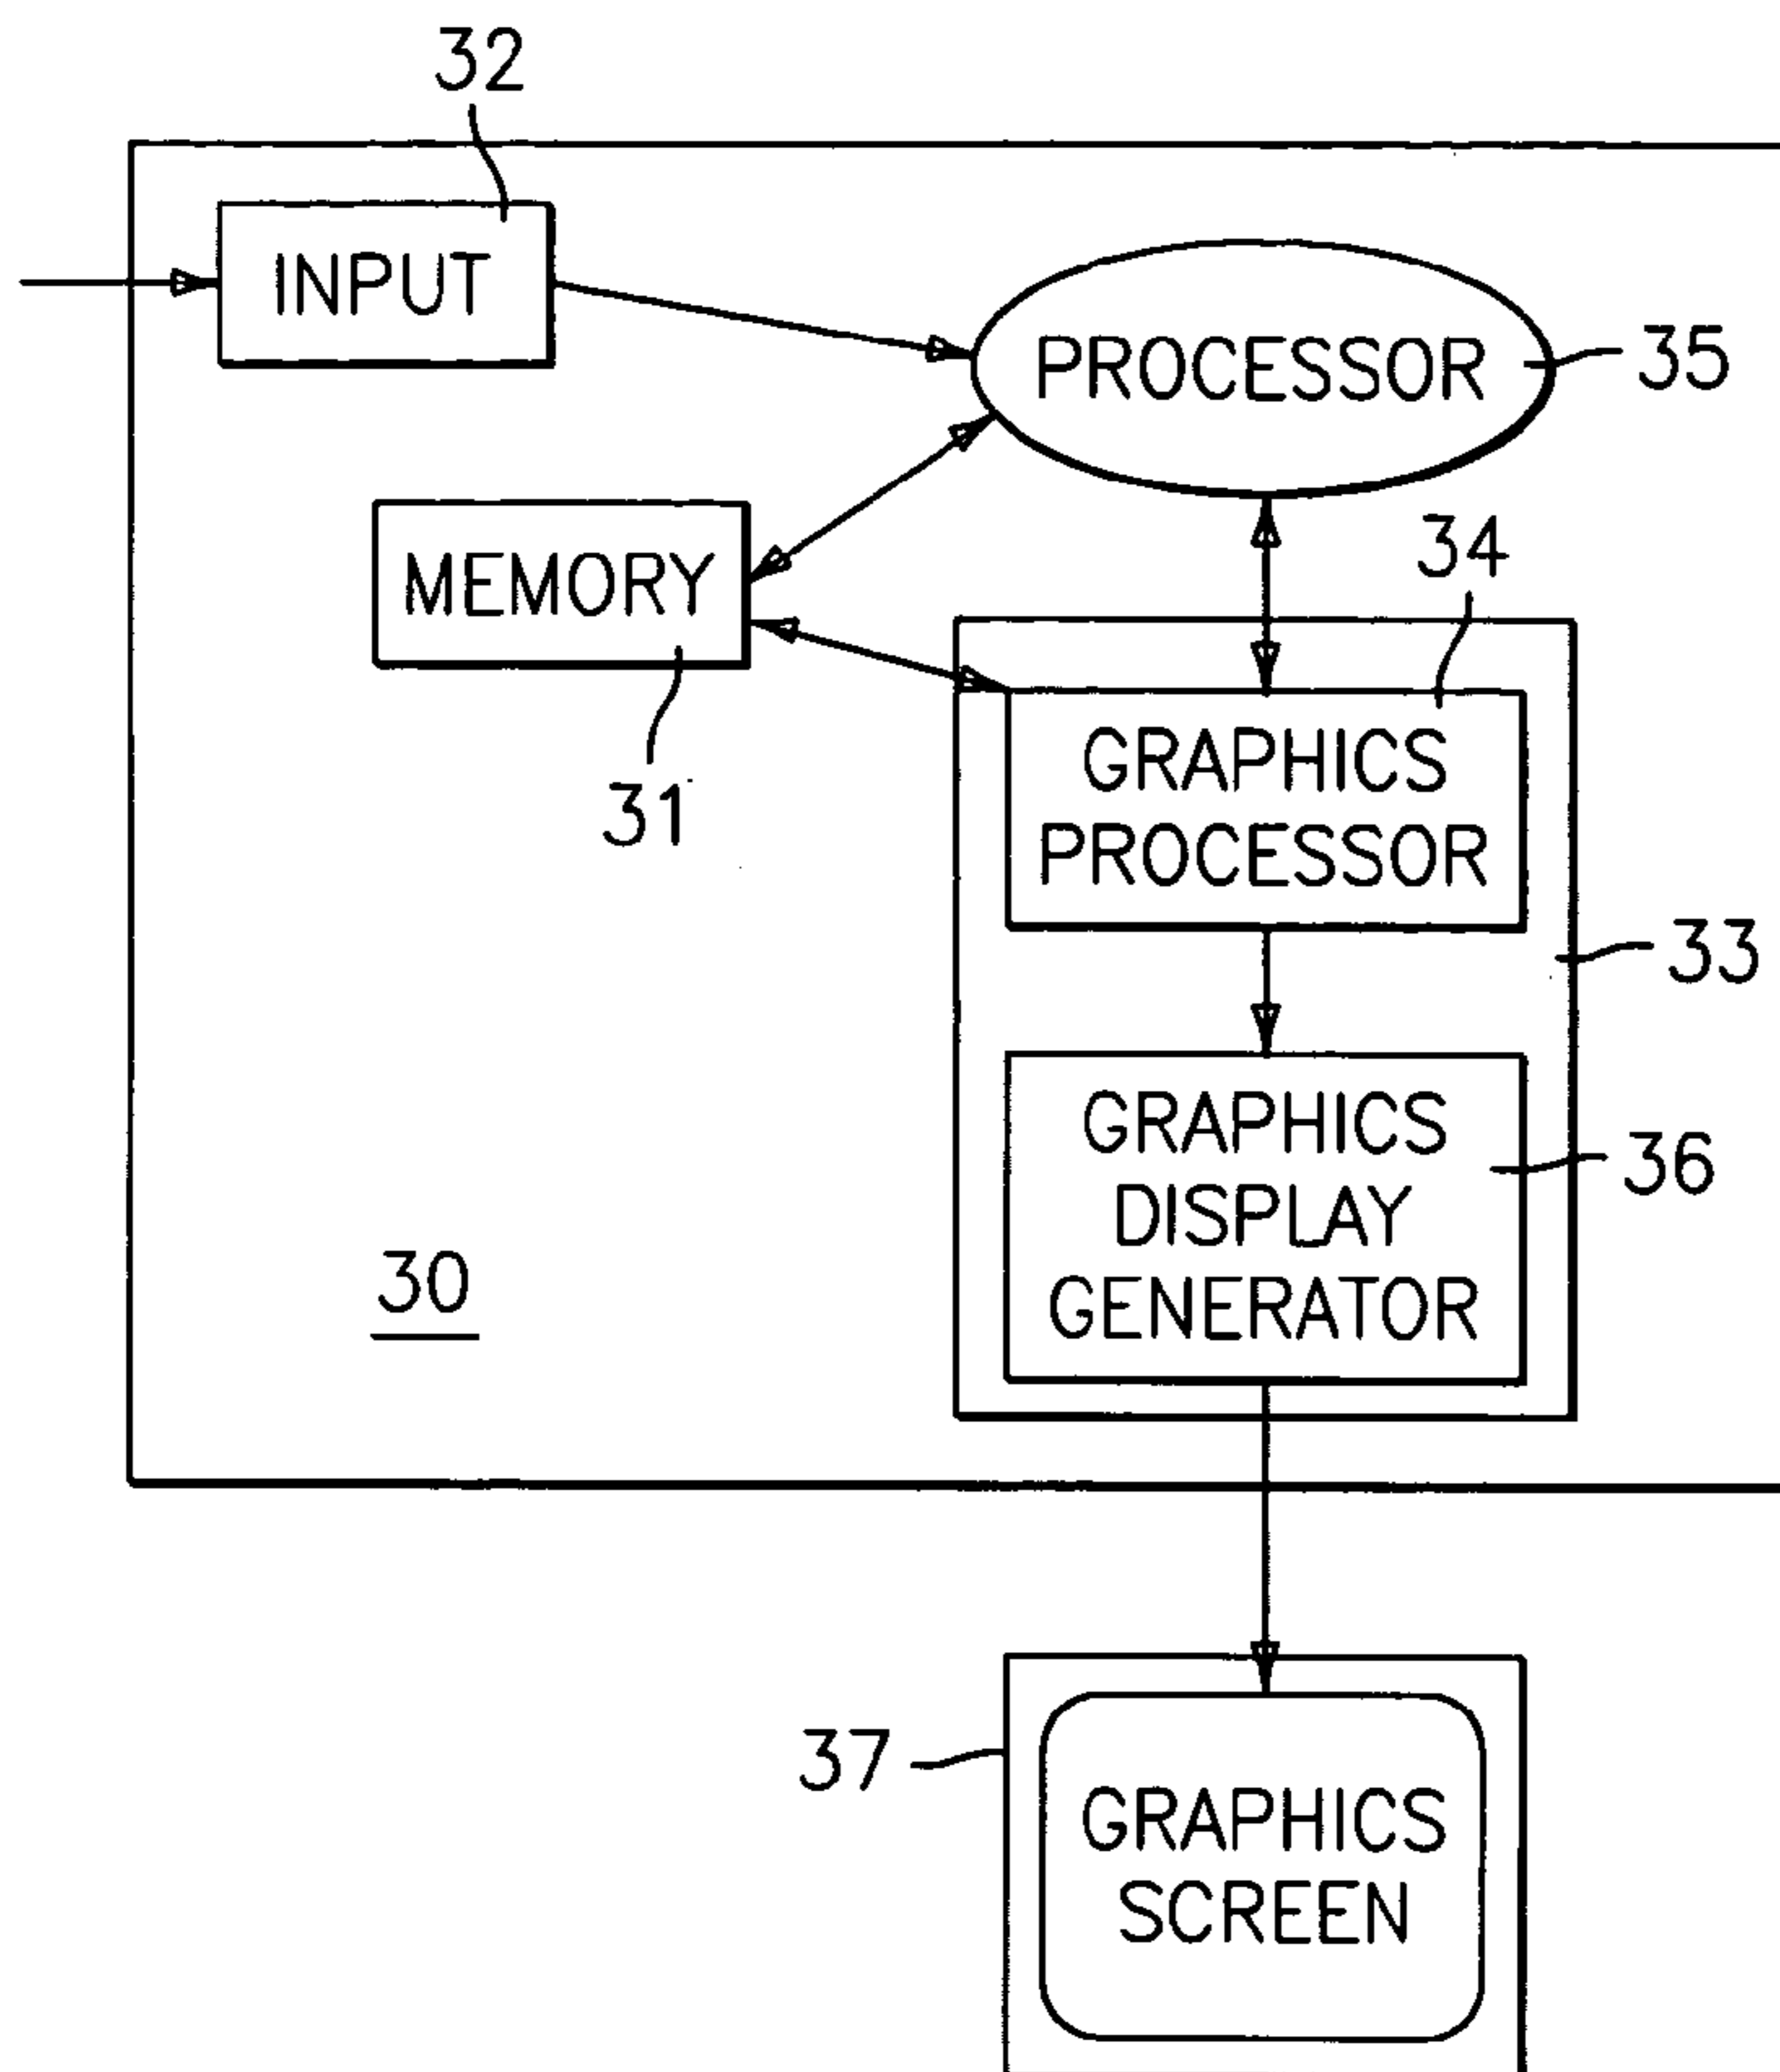 32
INPUT
PROCESSOR
35
MEMORY
34
31
GRAPHICS
PROCESSOR
33
GRAPHICS
DISPLAY
GENERATOR
36
30
37
GRAPHICS
SCREEN